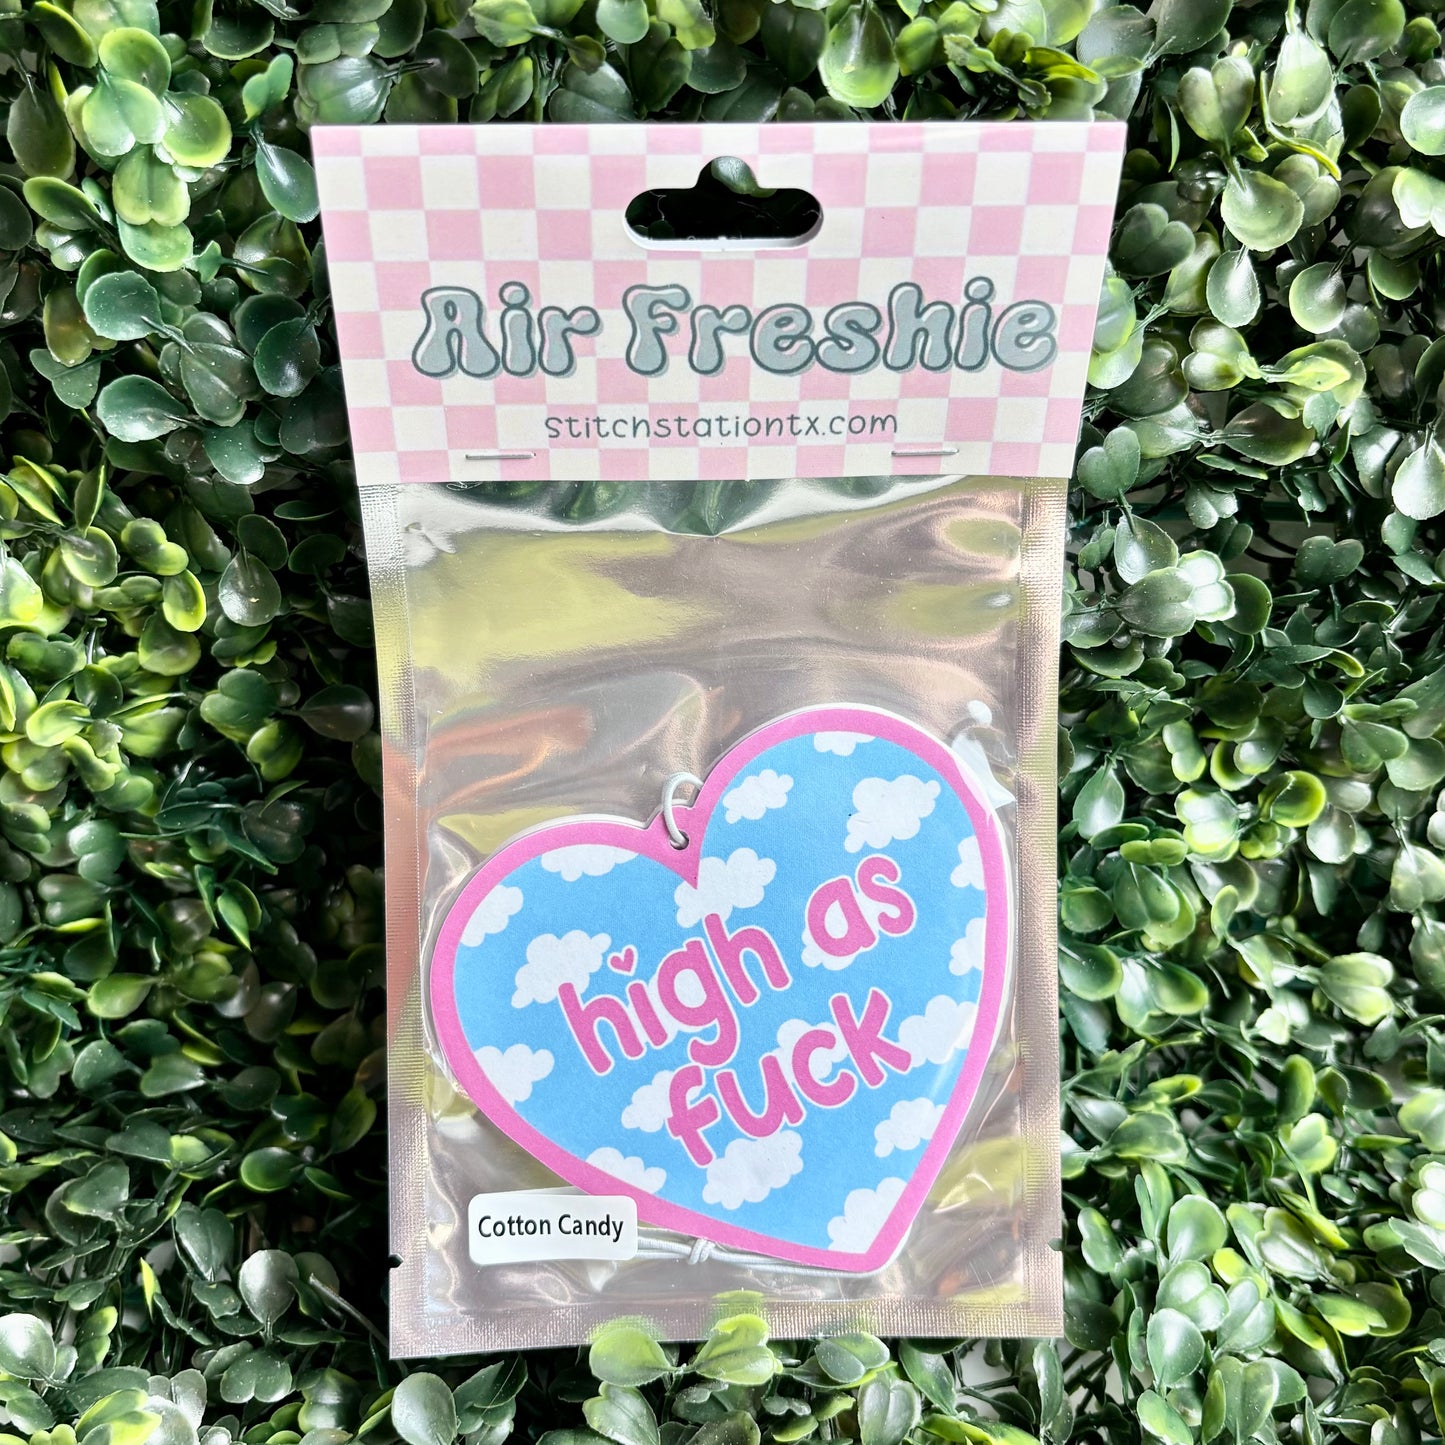 Air Freshie
stitchstationtx.com
high as
fuck
Cotton Candy